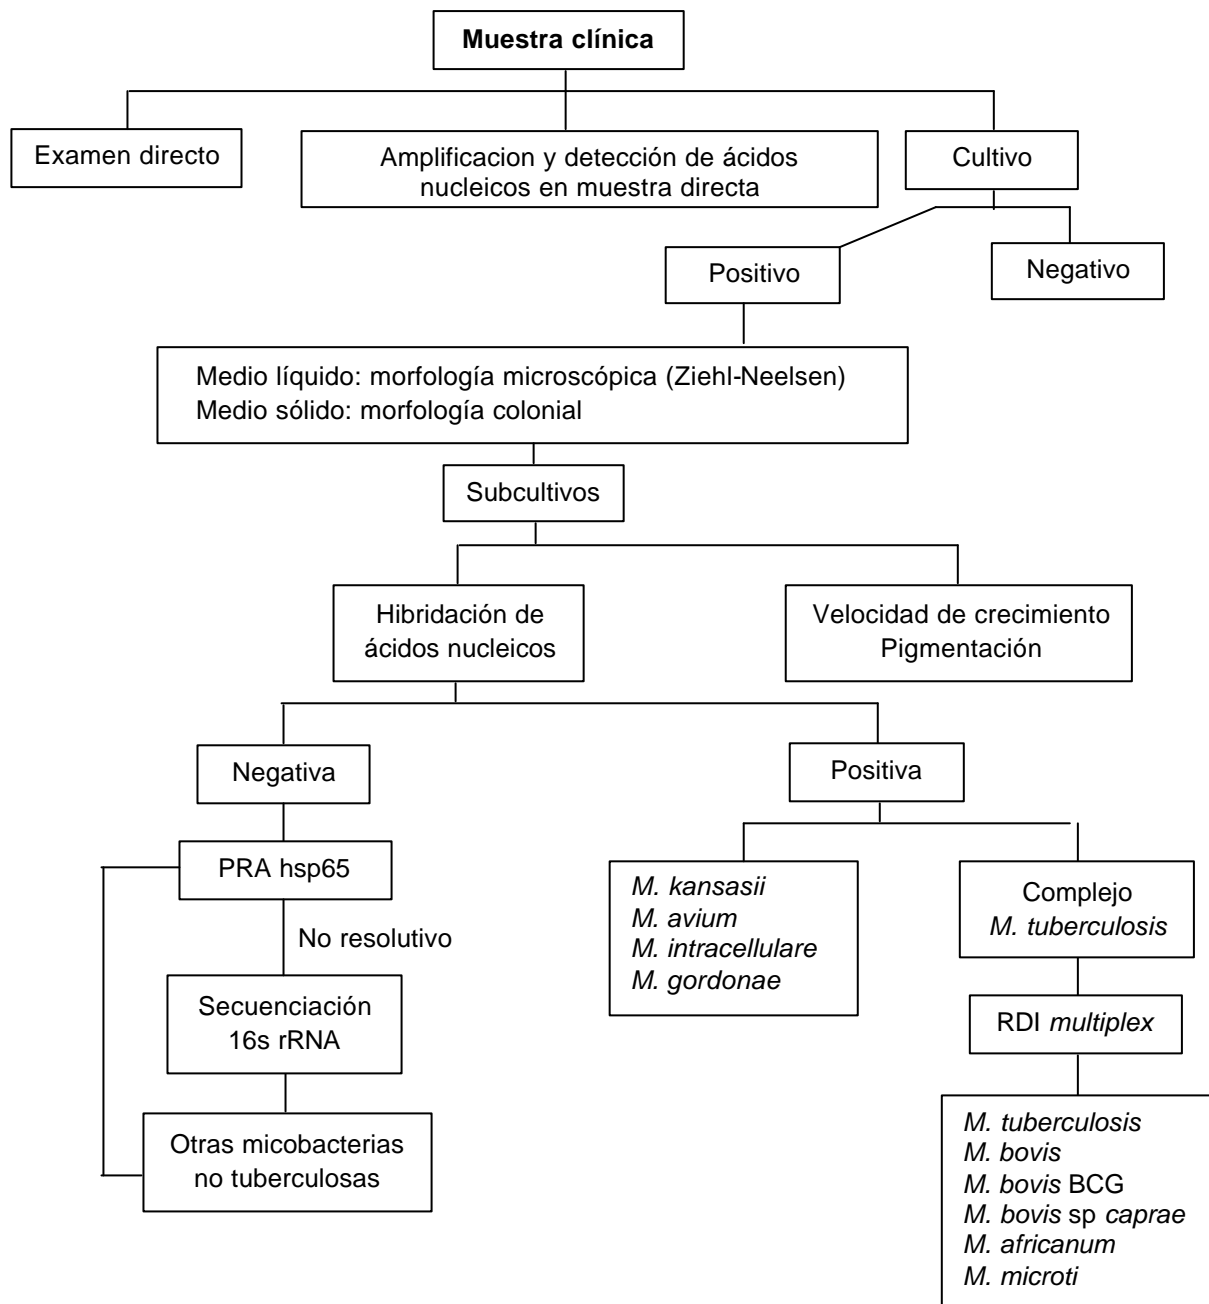 Muestra clínica
Examen directo
Amplificacion y detección de ácidos
nucleicos en muestra directa
Cultivo
Positivo
Negativo
Medio líquido: morfología microscópica (Ziehl-Neelsen)
Medio sólido: morfología colonial
Subcultivos
Hibridación de
ácidos nucleicos
Velocidad de crecimiento
Pigmentación
Negativa
Positiva
PRA hsp65
No resolutivo
Secuenciación
16s rRNA
Otras micobacterias
no tuberculosas
M. kansasii
M. avium
M. intracellulare
M. gordonae
Complejo
M. tuberculosis
RDI multiplex
M. tuberculosis
M. bovis
M. bovis BCG
M. bovis sp caprae
M. africanum
M. microti